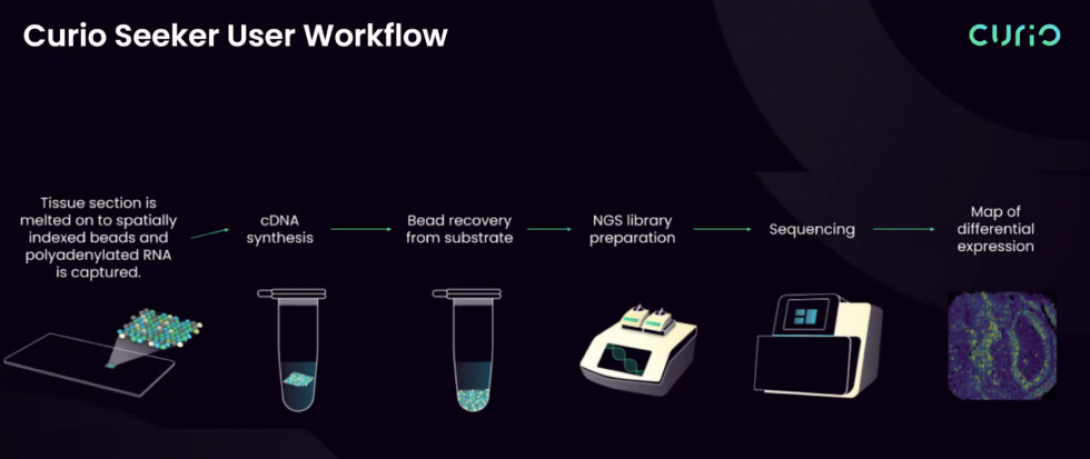 Curio Seeker User Workflow
curio
Tissue section is
melted on to spatially
indexed beads and
polyadenylated RNA
is captured.
cDNA
synthesis
Bead recovery
from substrate
NGS library
preparation
Sequencing
Map of
differential
expression